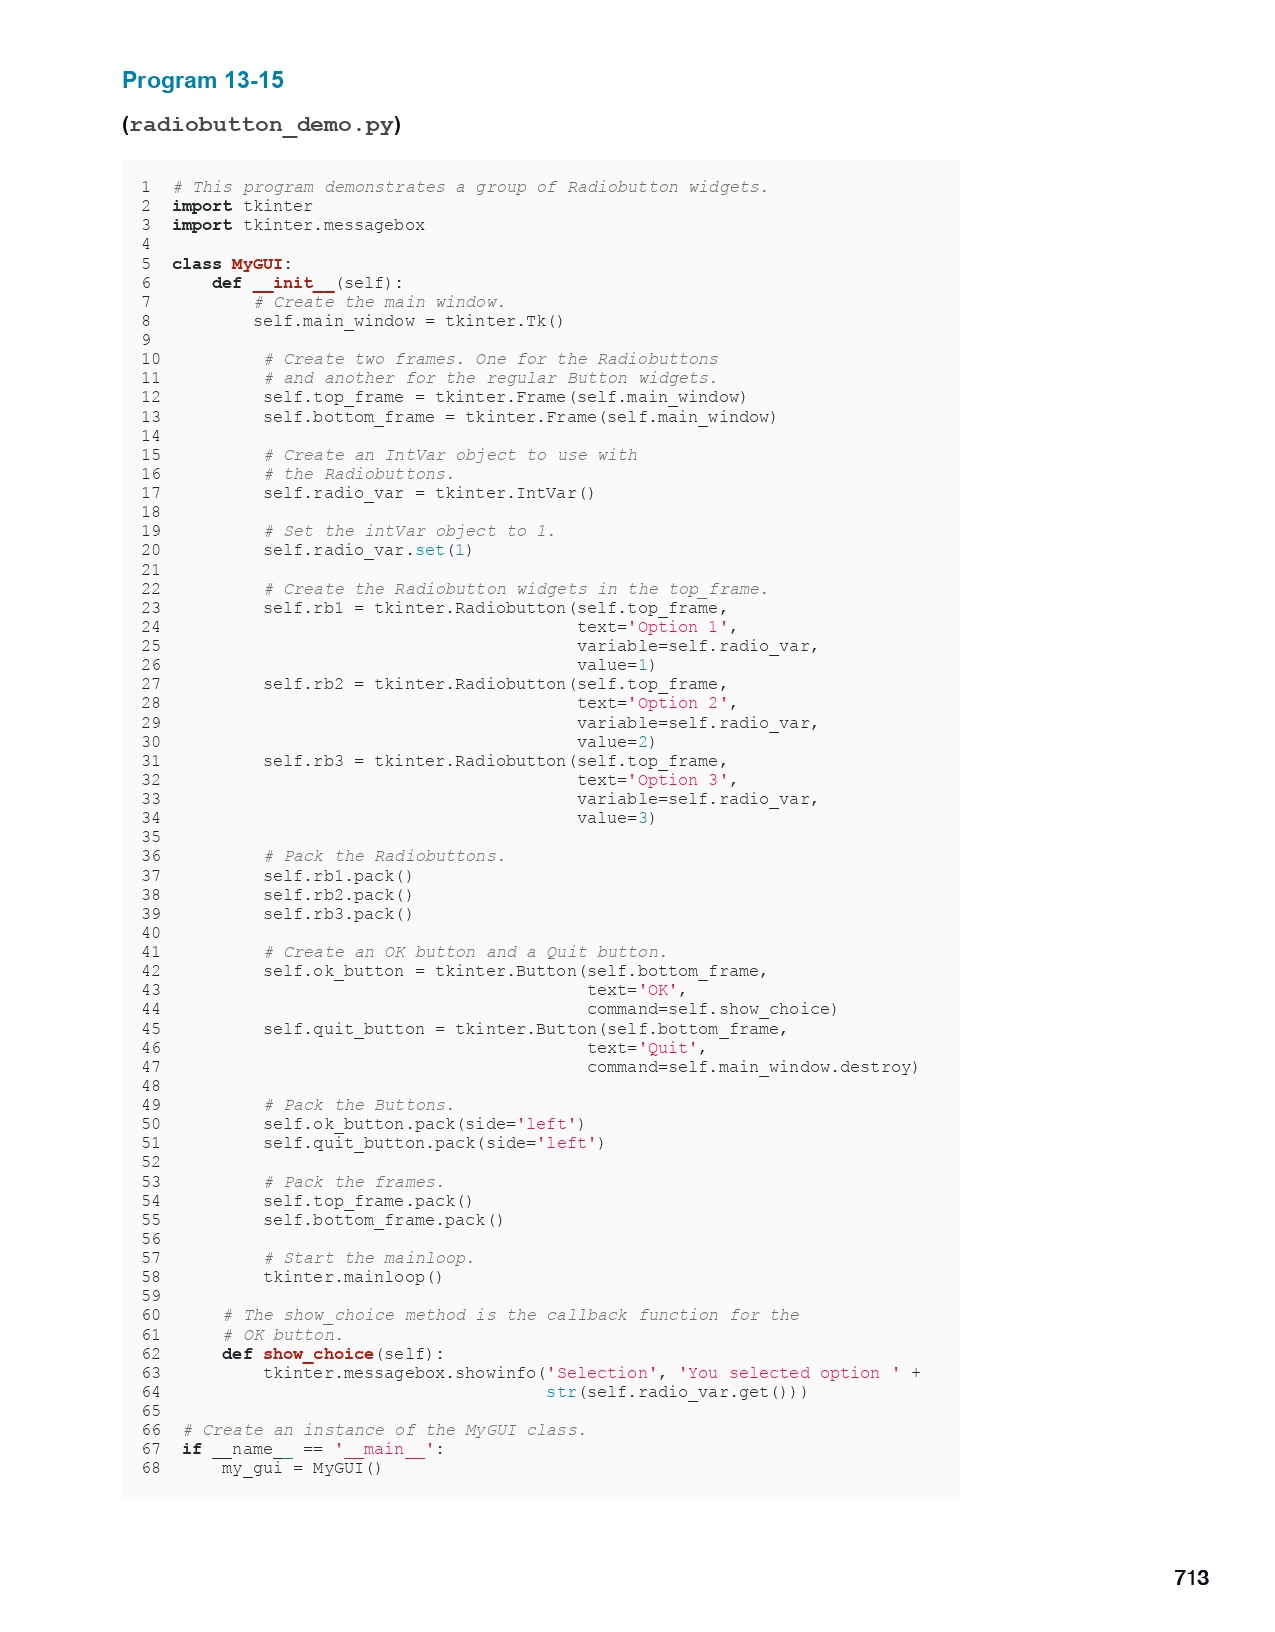 Program 13-15
(radiobutton_demo.py)
1 # This program demonstrates a group of Radiobutton widgets.
2 import tkinter
3 import tkinter.messagebox
4
5 class MyGUI:
6     def __init__(self):
7         # Create the main window.
8         self.main_window = tkinter.Tk()
9
10         # Create two frames. One for the Radiobuttons
11         # and another for the regular Button widgets.
12         self.top_frame = tkinter.Frame(self.main_window)
13         self.bottom_frame = tkinter.Frame(self.main_window)
14
15         # Create an IntVar object to use with
16         # the Radiobuttons.
17         self.radio_var = tkinter.IntVar()
18
19         # Set the intVar object to 1.
20         self.radio_var.set(1)
21
22         # Create the Radiobutton widgets in the top_frame.
23         self.rb1 = tkinter.Radiobutton(self.top_frame,
24                                        text='Option 1',
25                                        variable=self.radio_var,
26                                        value=1)
27         self.rb2 = tkinter.Radiobutton(self.top_frame,
28                                        text='Option 2',
29                                        variable=self.radio_var,
30                                        value=2)
31         self.rb3 = tkinter.Radiobutton(self.top_frame,
32                                        text='Option 3',
33                                        variable=self.radio_var,
34                                        value=3)
35
36         # Pack the Radiobuttons.
37         self.rb1.pack()
38         self.rb2.pack()
39         self.rb3.pack()
40
41         # Create an OK button and a Quit button.
42         self.ok_button = tkinter.Button(self.bottom_frame,
43                                         text='OK',
44                                         command=self.show_choice)
45         self.quit_button = tkinter.Button(self.bottom_frame,
46                                         text='Quit',
47                                         command=self.main_window.destroy)
48
49         # Pack the Buttons.
50         self.ok_button.pack(side='left')
51         self.quit_button.pack(side='left')
52
53         # Pack the frames.
54         self.top_frame.pack()
55         self.bottom_frame.pack()
56
57         # Start the mainloop.
58         tkinter.mainloop()
59
60     # The show_choice method is the callback function for the
61     # OK button.
62     def show_choice(self):
63         tkinter.messagebox.showinfo('Selection', 'You selected option ' +
64                                     str(self.radio_var.get()))
65
66 # Create an instance of the MyGUI class.
67 if __name__ == '__main__':
68     my_gui = MyGUI()
713